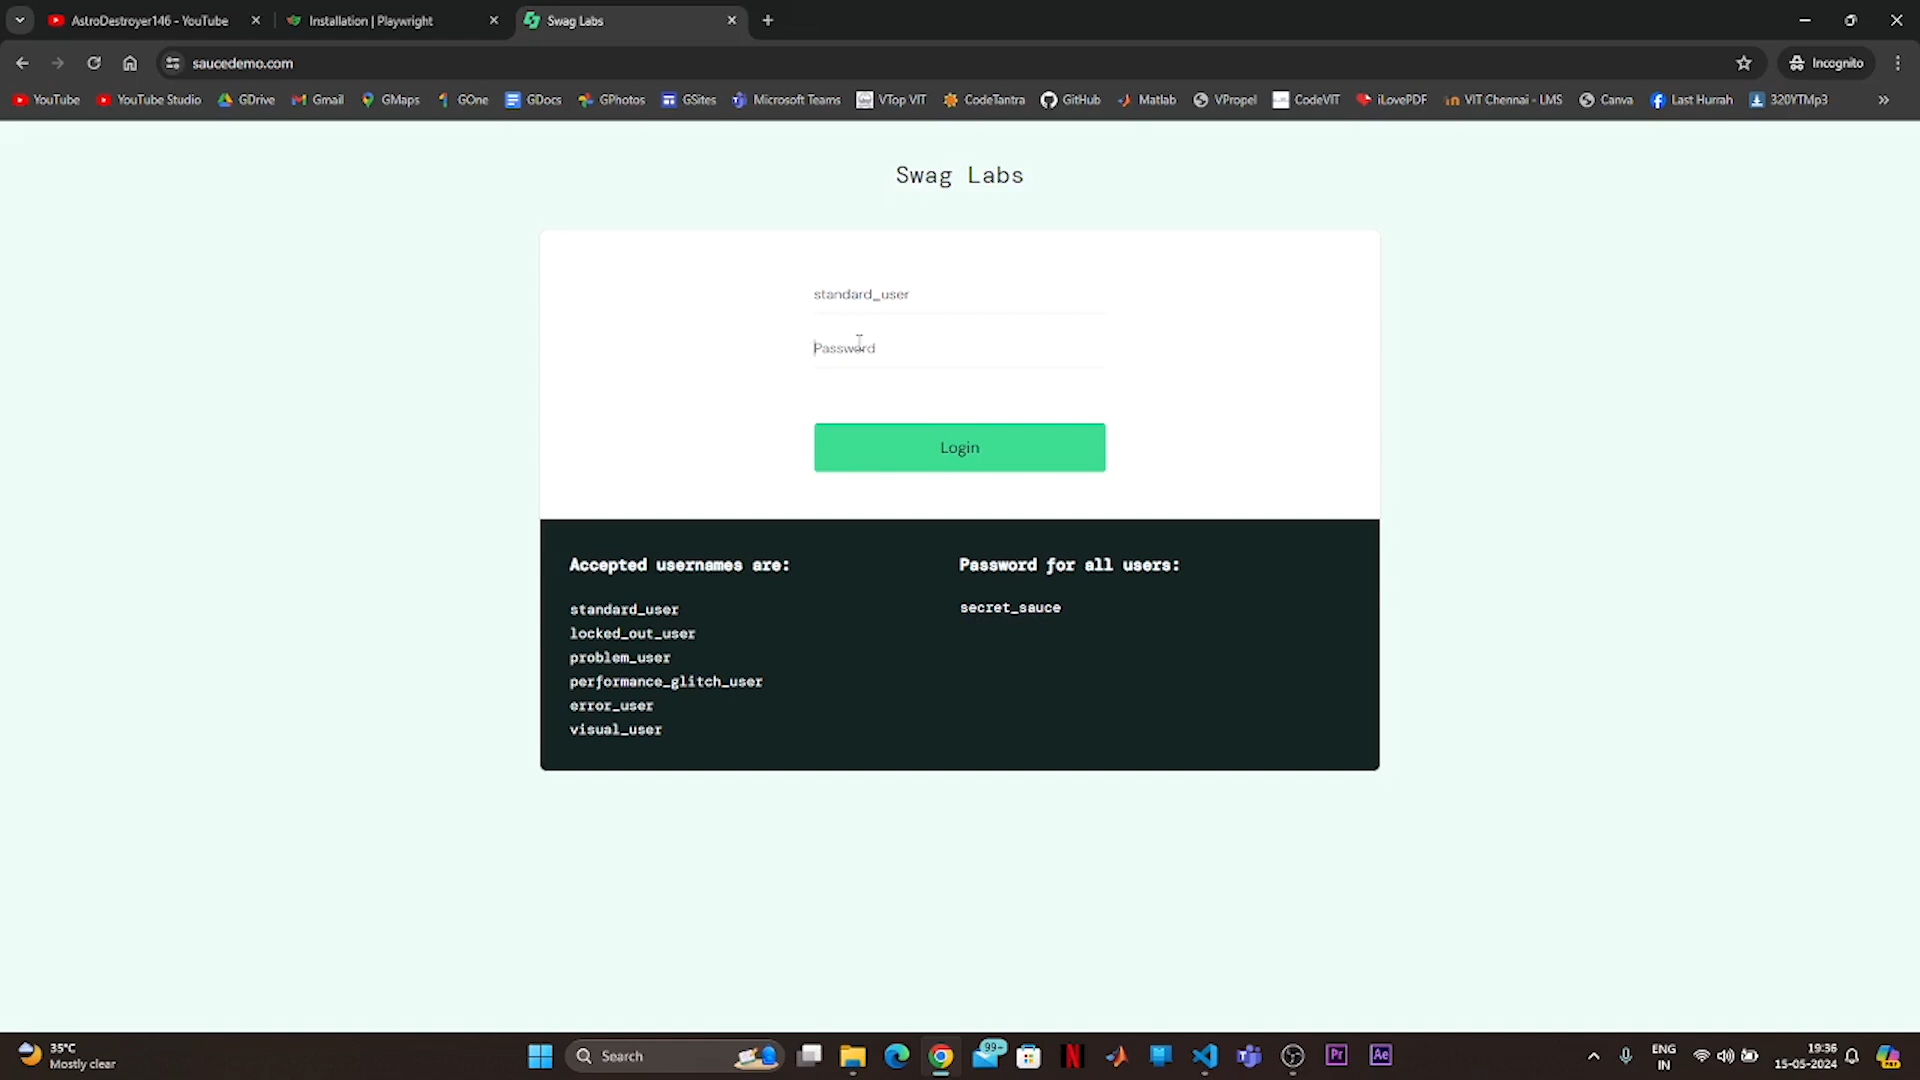 AstroDestroyer146 - YouTube
Installation | Playwright
Swag Labs
saucedemo.com
Incognito
YouTube
YouTube Studio
GDrive
Gmail
GMaps
GOne
GDocs
GPhotos
GSites
Microsoft Teams
VTop VIT
CodeTantra
GitHub
Matlab
VPropel
CodeVIT
iLovePDF
VIT Chennai - LMS
Canva
Last Hurrah
320YTMp3
Swag Labs
standard_user
Password
Login
Accepted usernames are:
standard_user
locked_out_user
problem_user
performance_glitch_user
error_user
visual_user
Password for all users:
secret_sauce
35°C
Mostly clear
Search
99+
N
Pr
Ae
ENG
IN
19:36
15-05-2024